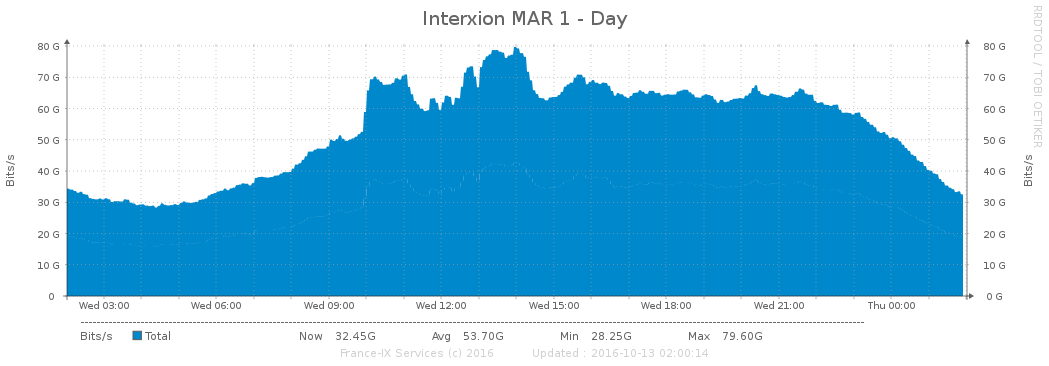 Interxion MAR 1 - Day
RRDTOOL / TOBI OETIKER
Bits/s
80 G
70 G
60 G
50 G
40 G
30 G
20 G
10 G
0
80 G
70 G
60 G
50 G
40 G
30 G
20 G
10 G
0 G
Bits/s
Wed 03:00 Wed 06:00 Wed 09:00 Wed 12:00 Wed 15:00 Wed 18:00 Wed 21:00 Thu 00:00
Bits/s Total Now 32.45G Avg 53.70G Min 28.25G Max 79.60G
France-IX Services (c) 2016 Updated : 2016-10-13 02:00:14